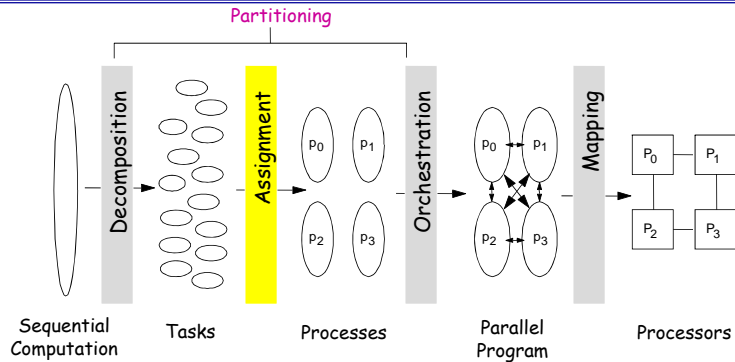 Partitioning
Decomposition
Assignment
Orchestration
Mapping
p0 p1
p2 p3
p0 p1
p2 p3
P0 P1
P2 P3
Sequential
Computation
Tasks
Processes
Parallel
Program
Processors